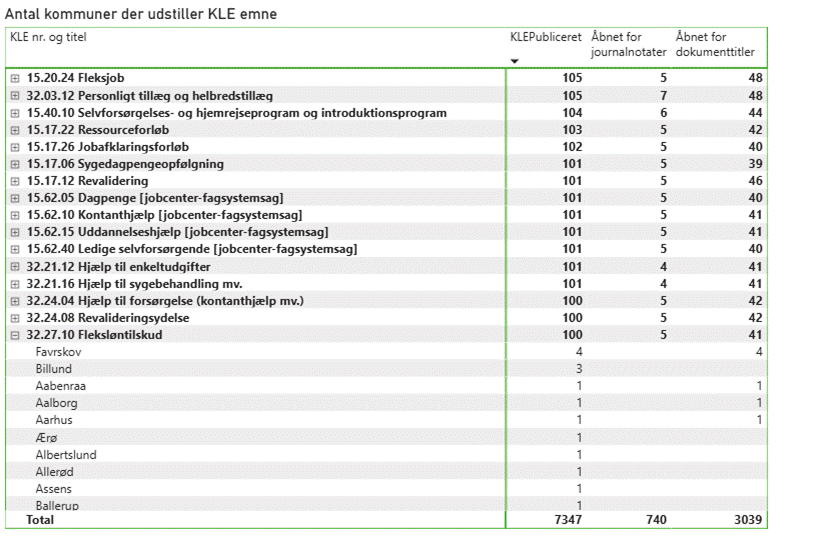 Antal kommuner der udstiller KLE emne
KLE nr. og titel KLEPubliceret Åbnet for journalnotater Åbnet for dokumenttitler
15.20.24 Fleksjob 105 5 48
32.03.12 Personligt tillæg og helbredstillæg 105 7 48
15.40.10 Selvforsørgelses- og hjemrejseprogram og introduktionsprogram 104 6 44
15.17.22 Ressourceforløb 103 5 42
15.17.26 Jobafklaringsforløb 102 5 40
15.17.06 Sygedagpengeopfølgning 101 5 39
15.17.12 Revalidering 101 5 46
15.62.05 Dagpenge [jobcenter-fagsystemsag] 101 5 40
15.62.10 Kontanthjælp [jobcenter-fagsystemsag] 101 5 41
15.62.15 Uddannelseshjælp [jobcenter-fagsystemsag] 101 5 41
15.62.40 Ledige selvforsørgende [jobcenter-fagsystemsag] 101 5 40
32.21.12 Hjælp til enkeltudgifter 101 4 41
32.21.16 Hjælp til sygebehandling mv. 101 4 41
32.24.04 Hjælp til forsørgelse (kontanthjælp mv.) 100 5 42
32.24.08 Revalideringsydelse 100 5 42
32.27.10 Fleksløntilskud 100 5 41
Favrskov 4 4
Billund 3
Aabenraa 1 1
Aalborg 1 1
Aarhus 1 1
Ærø 1
Albertslund 1
Allerød 1
Assens 1
Ballerup 1
Total 7347 740 3039